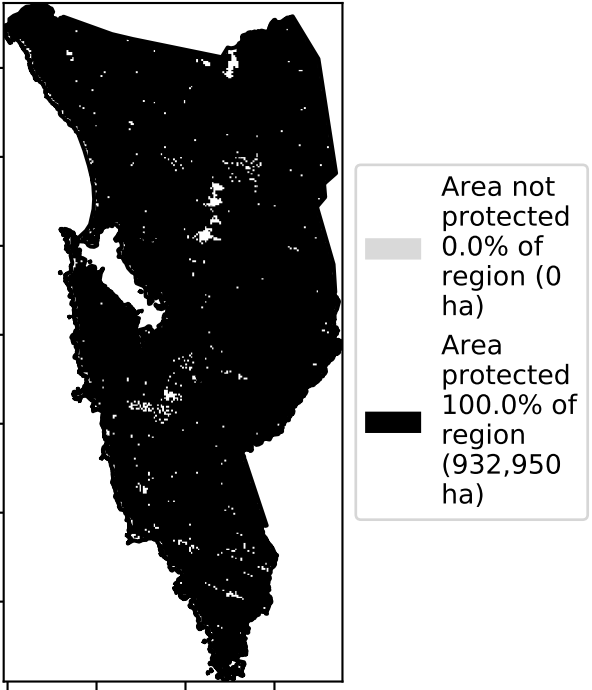 Area not
protected
0.0% of
region (0
ha)
Area
protected
100.0% of
region
(932,950
ha)